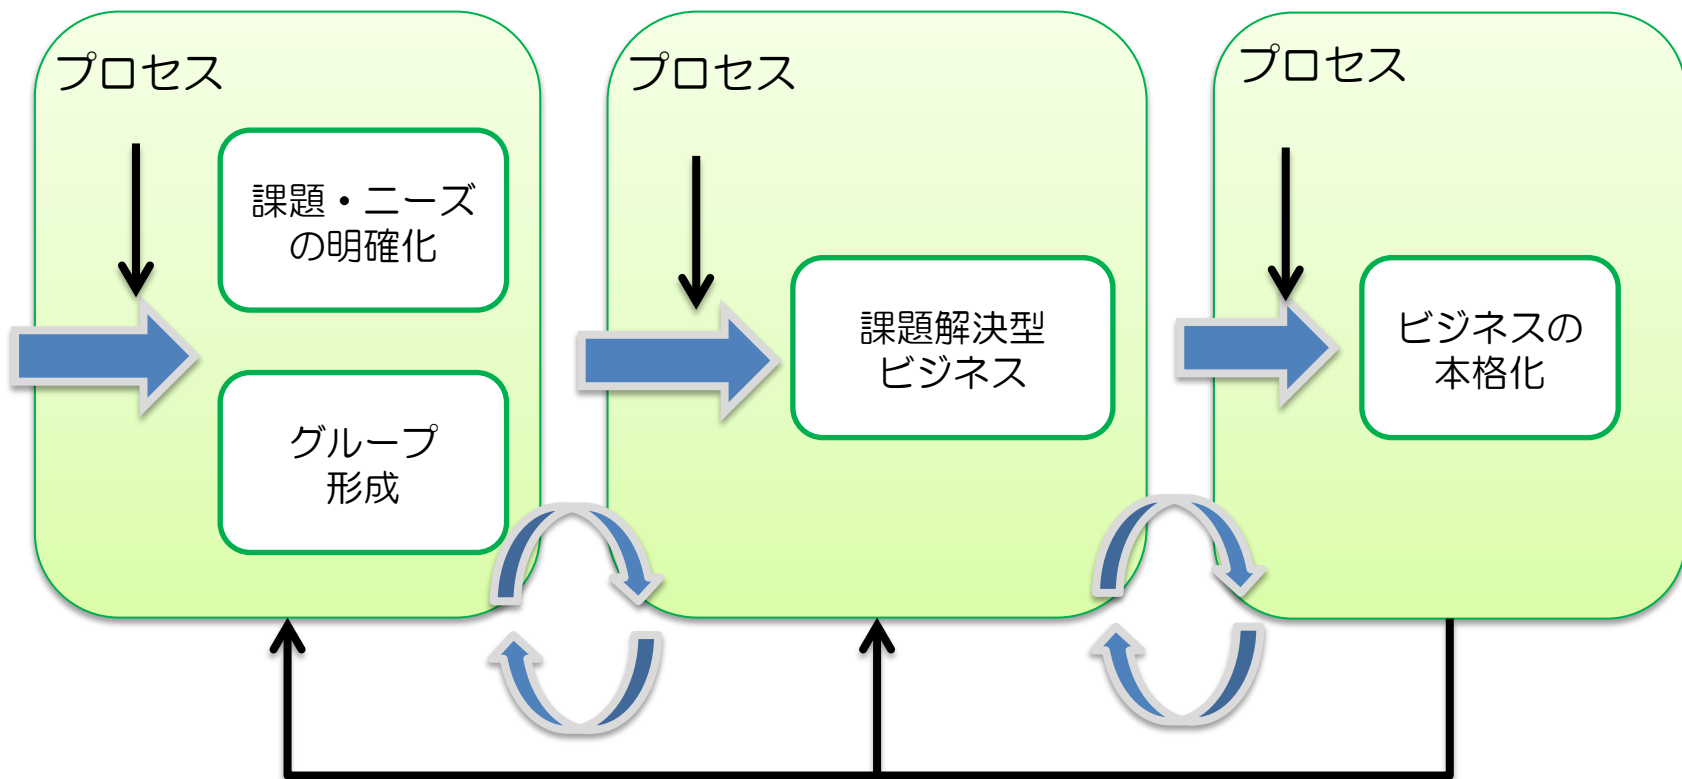 プロセス
課題・ニーズ
の明確化
グループ
形成
プロセス
課題解決型
ビジネス
プロセス
ビジネスの
本格化